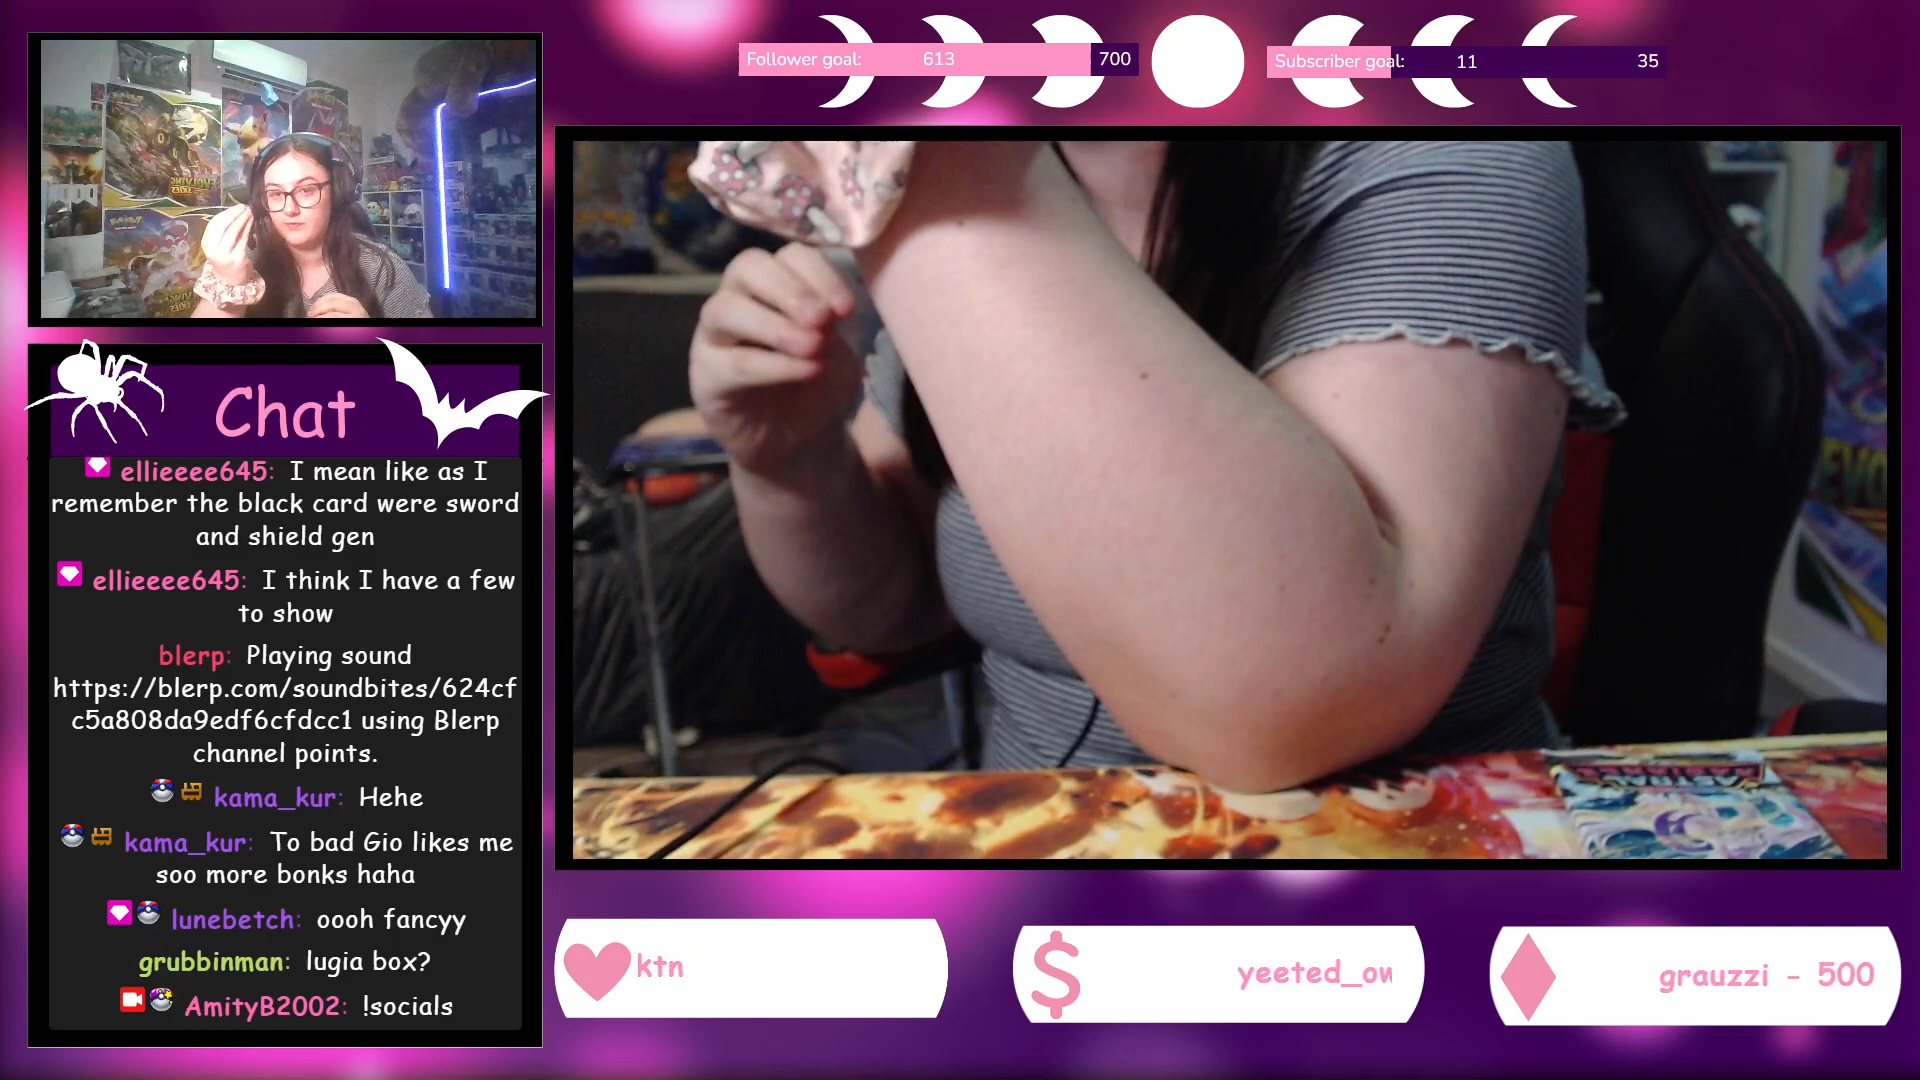 Follower goal: 613 700
Subscriber goal: 11 35
EVOLVING
SKIES
Chat
ellieeee645: I mean like as I
remember the black card were sword
and shield gen
ellieeee645: I think I have a few
to show
blerp: Playing sound
https://blerp.com/soundbites/624cf
c5a808da9edf6cfdcc1 using Blerp
channel points.
kama_kur: Hehe
kama_kur: To bad Gio likes me
soo more bonks haha
lunebetch: oooh fancyy
grubbinman: lugia box?
AmityB2002: !socials
ktn
yeeted_ow
grauzzi - 500